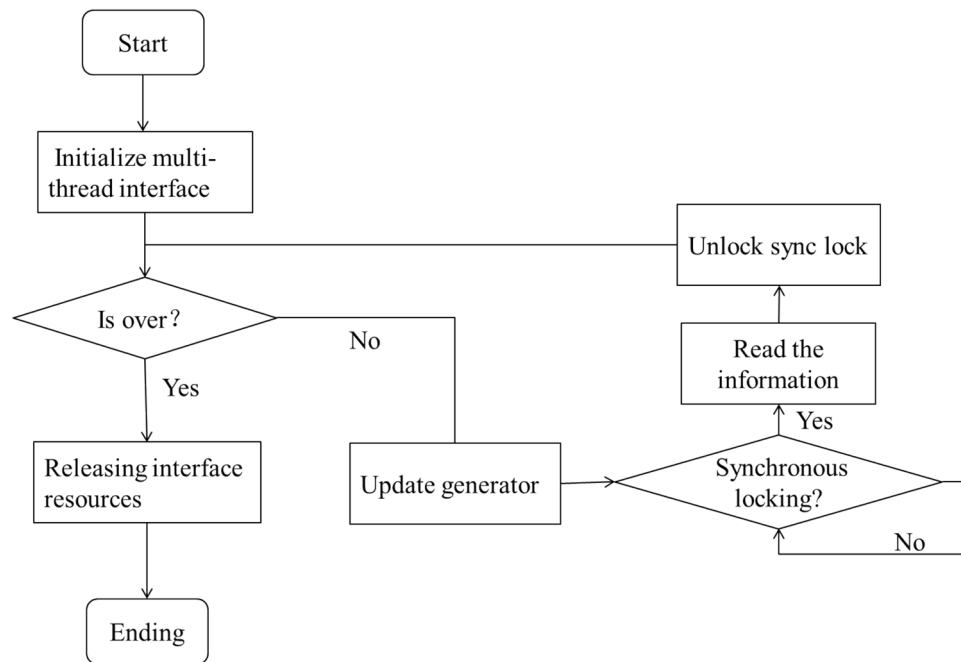 Start
Initialize multi-
thread interface
Is over?
No
Yes
Releasing interface
resources
Ending
Update generator
Synchronous
locking?
No
Yes
Read the
information
Unlock sync lock